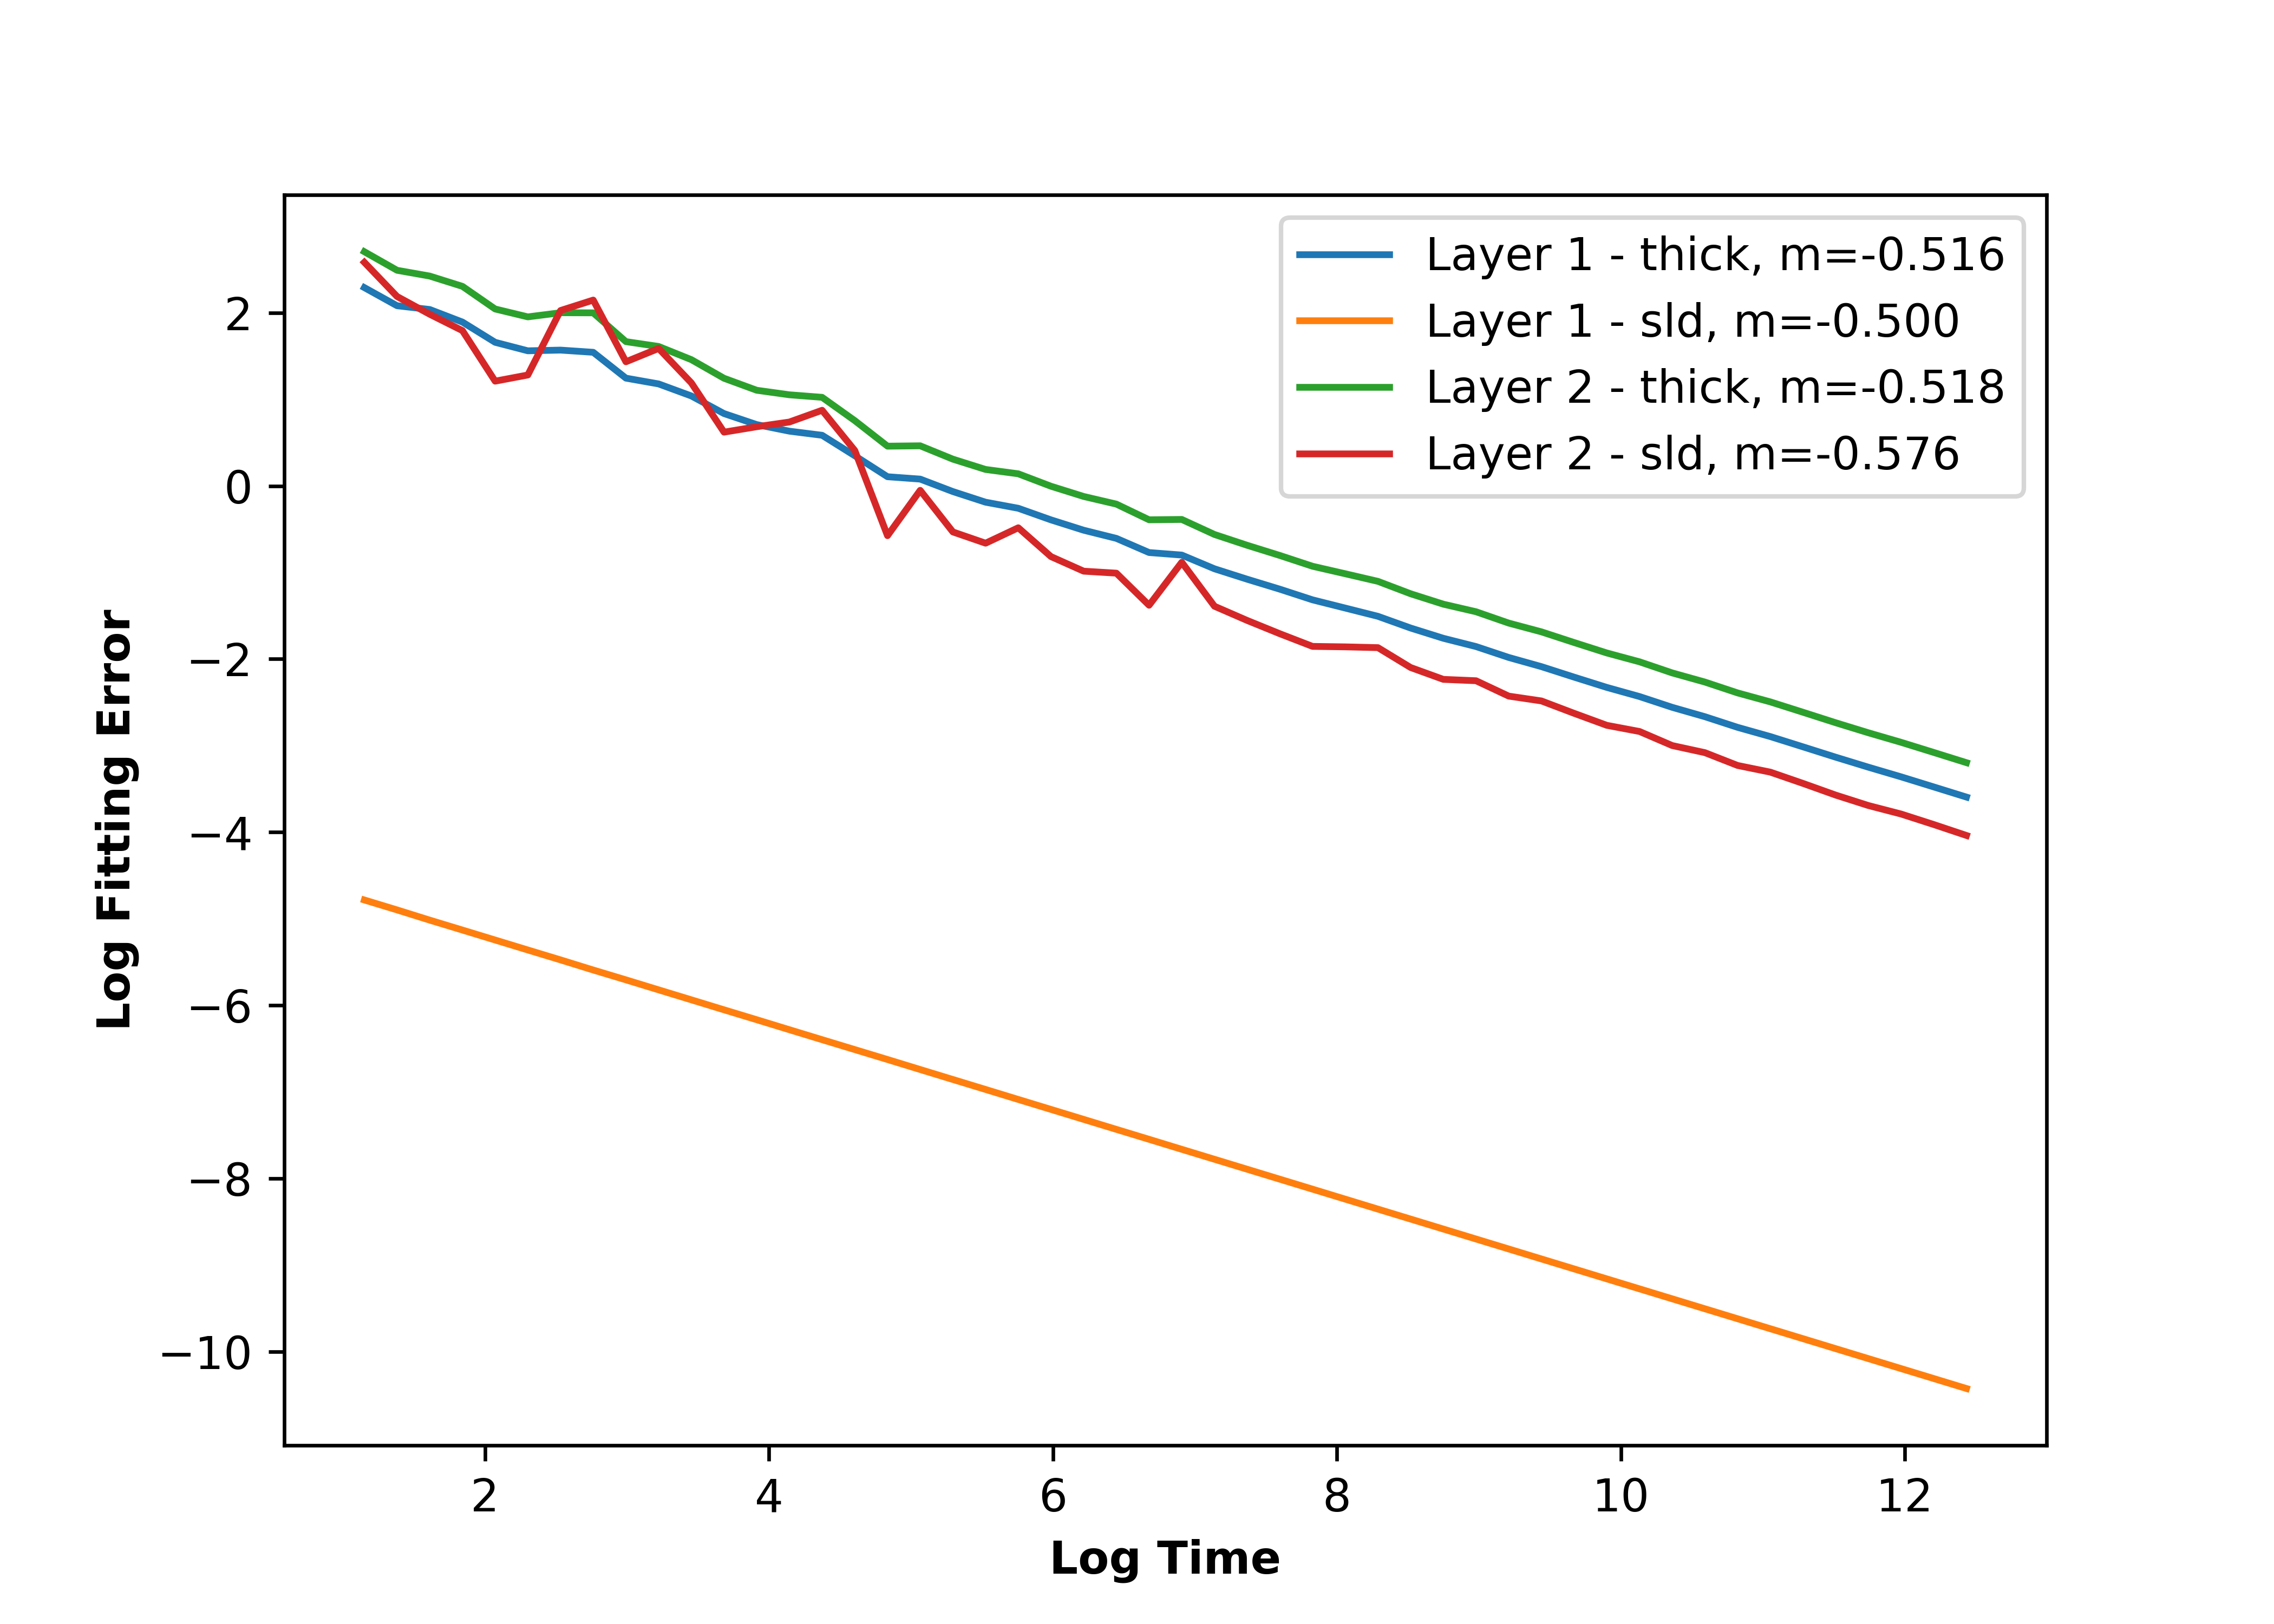 Layer 1 - thick, m=-0.516
Layer 1 - sld, m=-0.500
Layer 2 - thick, m=-0.518
Layer 2 - sld, m=-0.576
2
0
−2
−4
−6
−8
−10
Log Fitting Error
2 4 6 8 10 12
Log Time